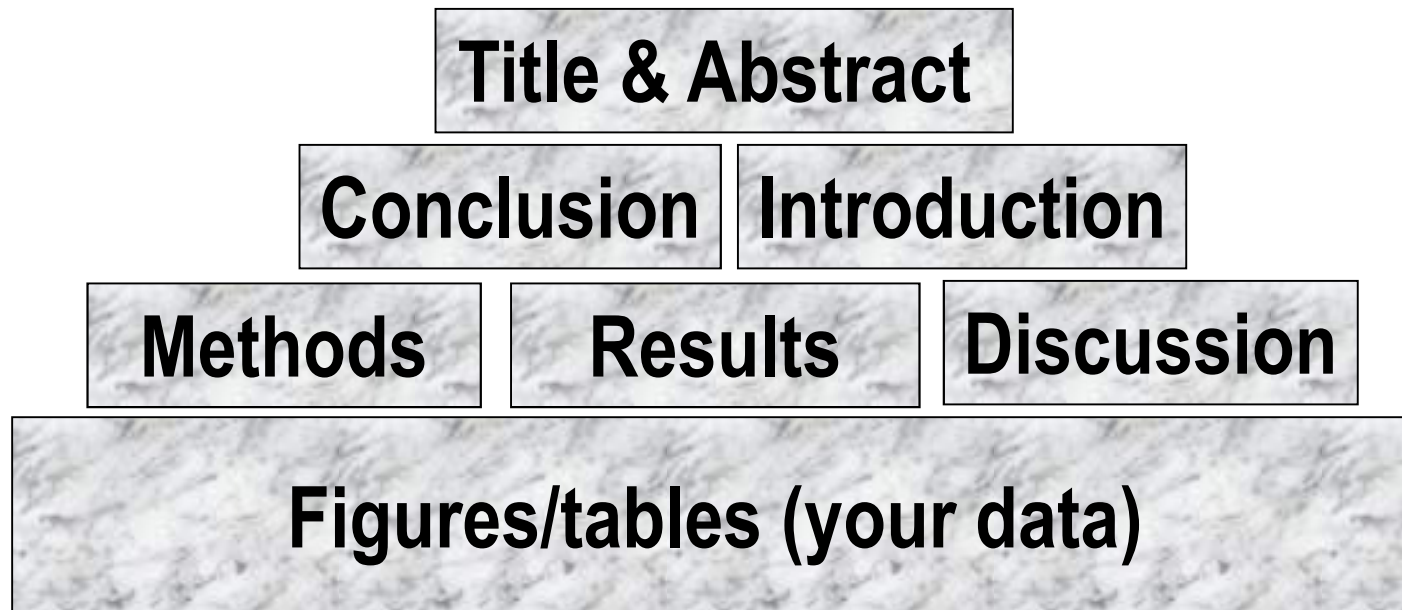 Title & Abstract
Conclusion Introduction
Methods Results Discussion
Figures/tables (your data)